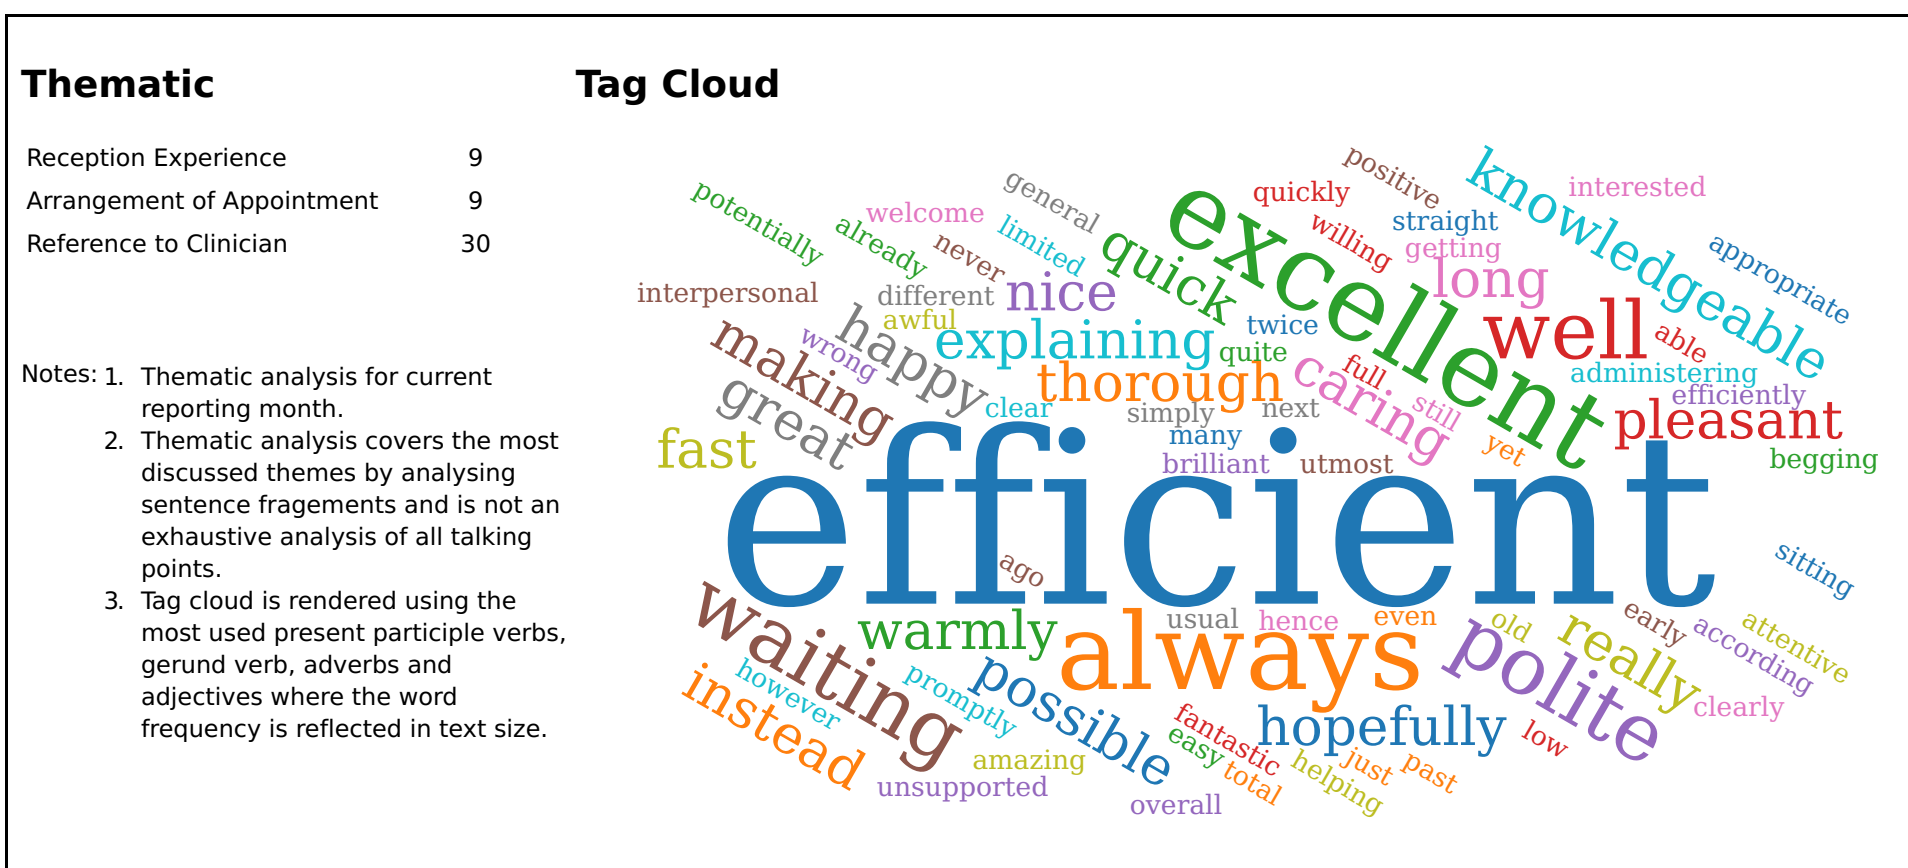 Thematic
Reception Experience 9
Arrangement of Appointment 9
Reference to Clinician 30
Notes: 1. Thematic analysis for current
reporting month.
2. Thematic analysis covers the most
discussed themes by analysing
sentence fragements and is not an
exhaustive analysis of all talking
points.
3. Tag cloud is rendered using the
most used present participle verbs,
gerund verb, adverbs and
adjectives where the word
frequency is reflected in text size.
Tag Cloud
positive
knowledgeable
interested
quickly
general
potentially
welcome
already
never
limited
quick
excellent
willing
straight
getting
long
appropriate
interpersonal
different
nice
awful
happy
making
wrong
explaining
twice
quite
well
able
full
caring
administering
efficiently
thorough
great
clear
simply
next
still
pleasant
fast
many
brilliant
utmost
yet
begging
efficient
ago
sitting
waiting
warmly
usual
hence
even
always
old
polite
really
early
according
attentive
instead
however
promptly
possible
clearly
hopefully
fantastic
easy
low
amazing
total
helping
just
past
unsupported
overall